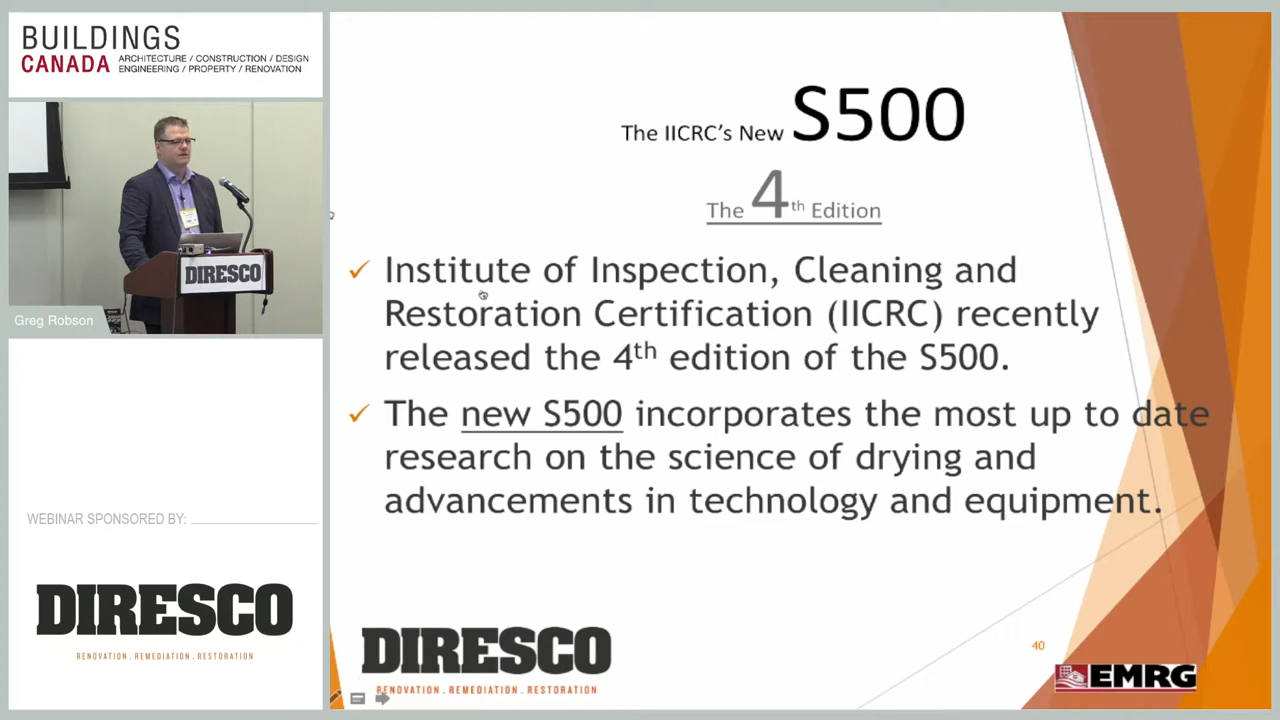 BUILDINGS
CANADA
ARCHITECTURE / CONSTRUCTION / DESIGN
ENGINEERING / PROPERTY / RENOVATION
DIRESCO
Greg Robson
WEBINAR SPONSORED BY:
DIRESCO
RENOVATION . REMEDIATION . RESTORATION
The IICRC's New S500
The 4th Edition
✓ Institute of Inspection, Cleaning and
Restoration Certification (IICRC) recently
released the 4th edition of the S500.
✓ The new S500 incorporates the most up to date
research on the science of drying and
advancements in technology and equipment.
DIRESCO
RENOVATION . REMEDIATION . RESTORATION
40
EMRG